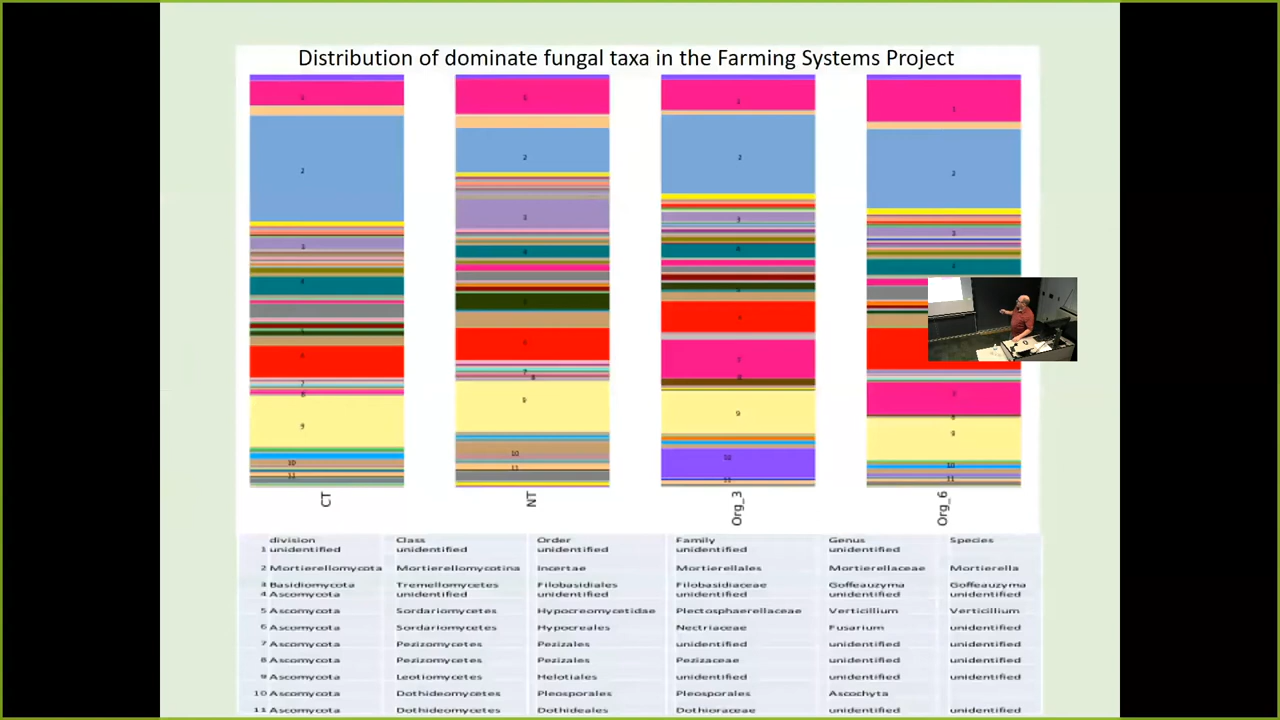 Distribution of dominate fungal taxa in the Farming Systems Project
CT
NT
Org_3
Org_6
division Class Order Family Genus Species
1 unidentified unidentified unidentified unidentified unidentified
2 Mortierellomycota Mortierellomycotina Incertae Mortierellales Mortierellaceae Mortierella
3 Basidiomycota Tremellomycetes Filobasidiales Filobasidiaceae Goffeauzyma Goffeauzyma
4 Ascomycota unidentified unidentified unidentified unidentified unidentified
5 Ascomycota Sordariomycetes Hypocreomycetidae Plectosphaerellaceae Verticillium Verticillium
6 Ascomycota Sordariomycetes Hypocreales Nectriaceae Fusarium unidentified
7 Ascomycota Pezizomycetes Pezizales unidentified unidentified unidentified
8 Ascomycota Pezizomycetes Pezizales Pezizaceae unidentified unidentified
9 Ascomycota Leotiomycetes Helotiales unidentified unidentified unidentified
10 Ascomycota Dothideomycetes Pleosporales Pleosporales Ascochyta
11 Ascomycota Dothideomycetes Dothideales Dothioraceae unidentified unidentified